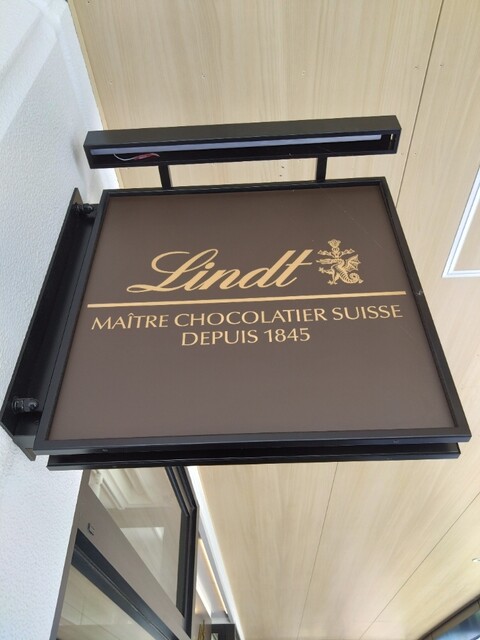 Lindt
MAÎTRE CHOCOLATIER SUISSE
DEPUIS 1845